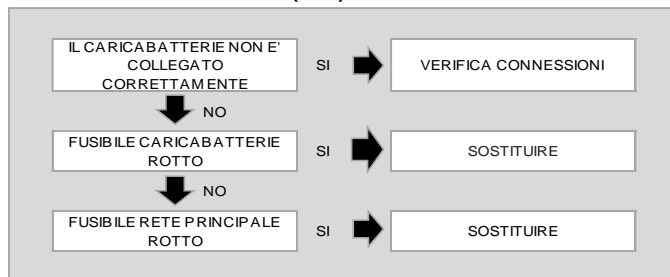 IL CARICABATTERIE NON E'
COLLEGATO
CORRETTAMENTE
SI
VERIFICA CONNESSIONI
NO
FUSIBILE CARICABATTERIE
ROTTO
SI
SOSTITUIRE
NO
FUSIBILE RETE PRINCIPALE
ROTTO
SI
SOSTITUIRE